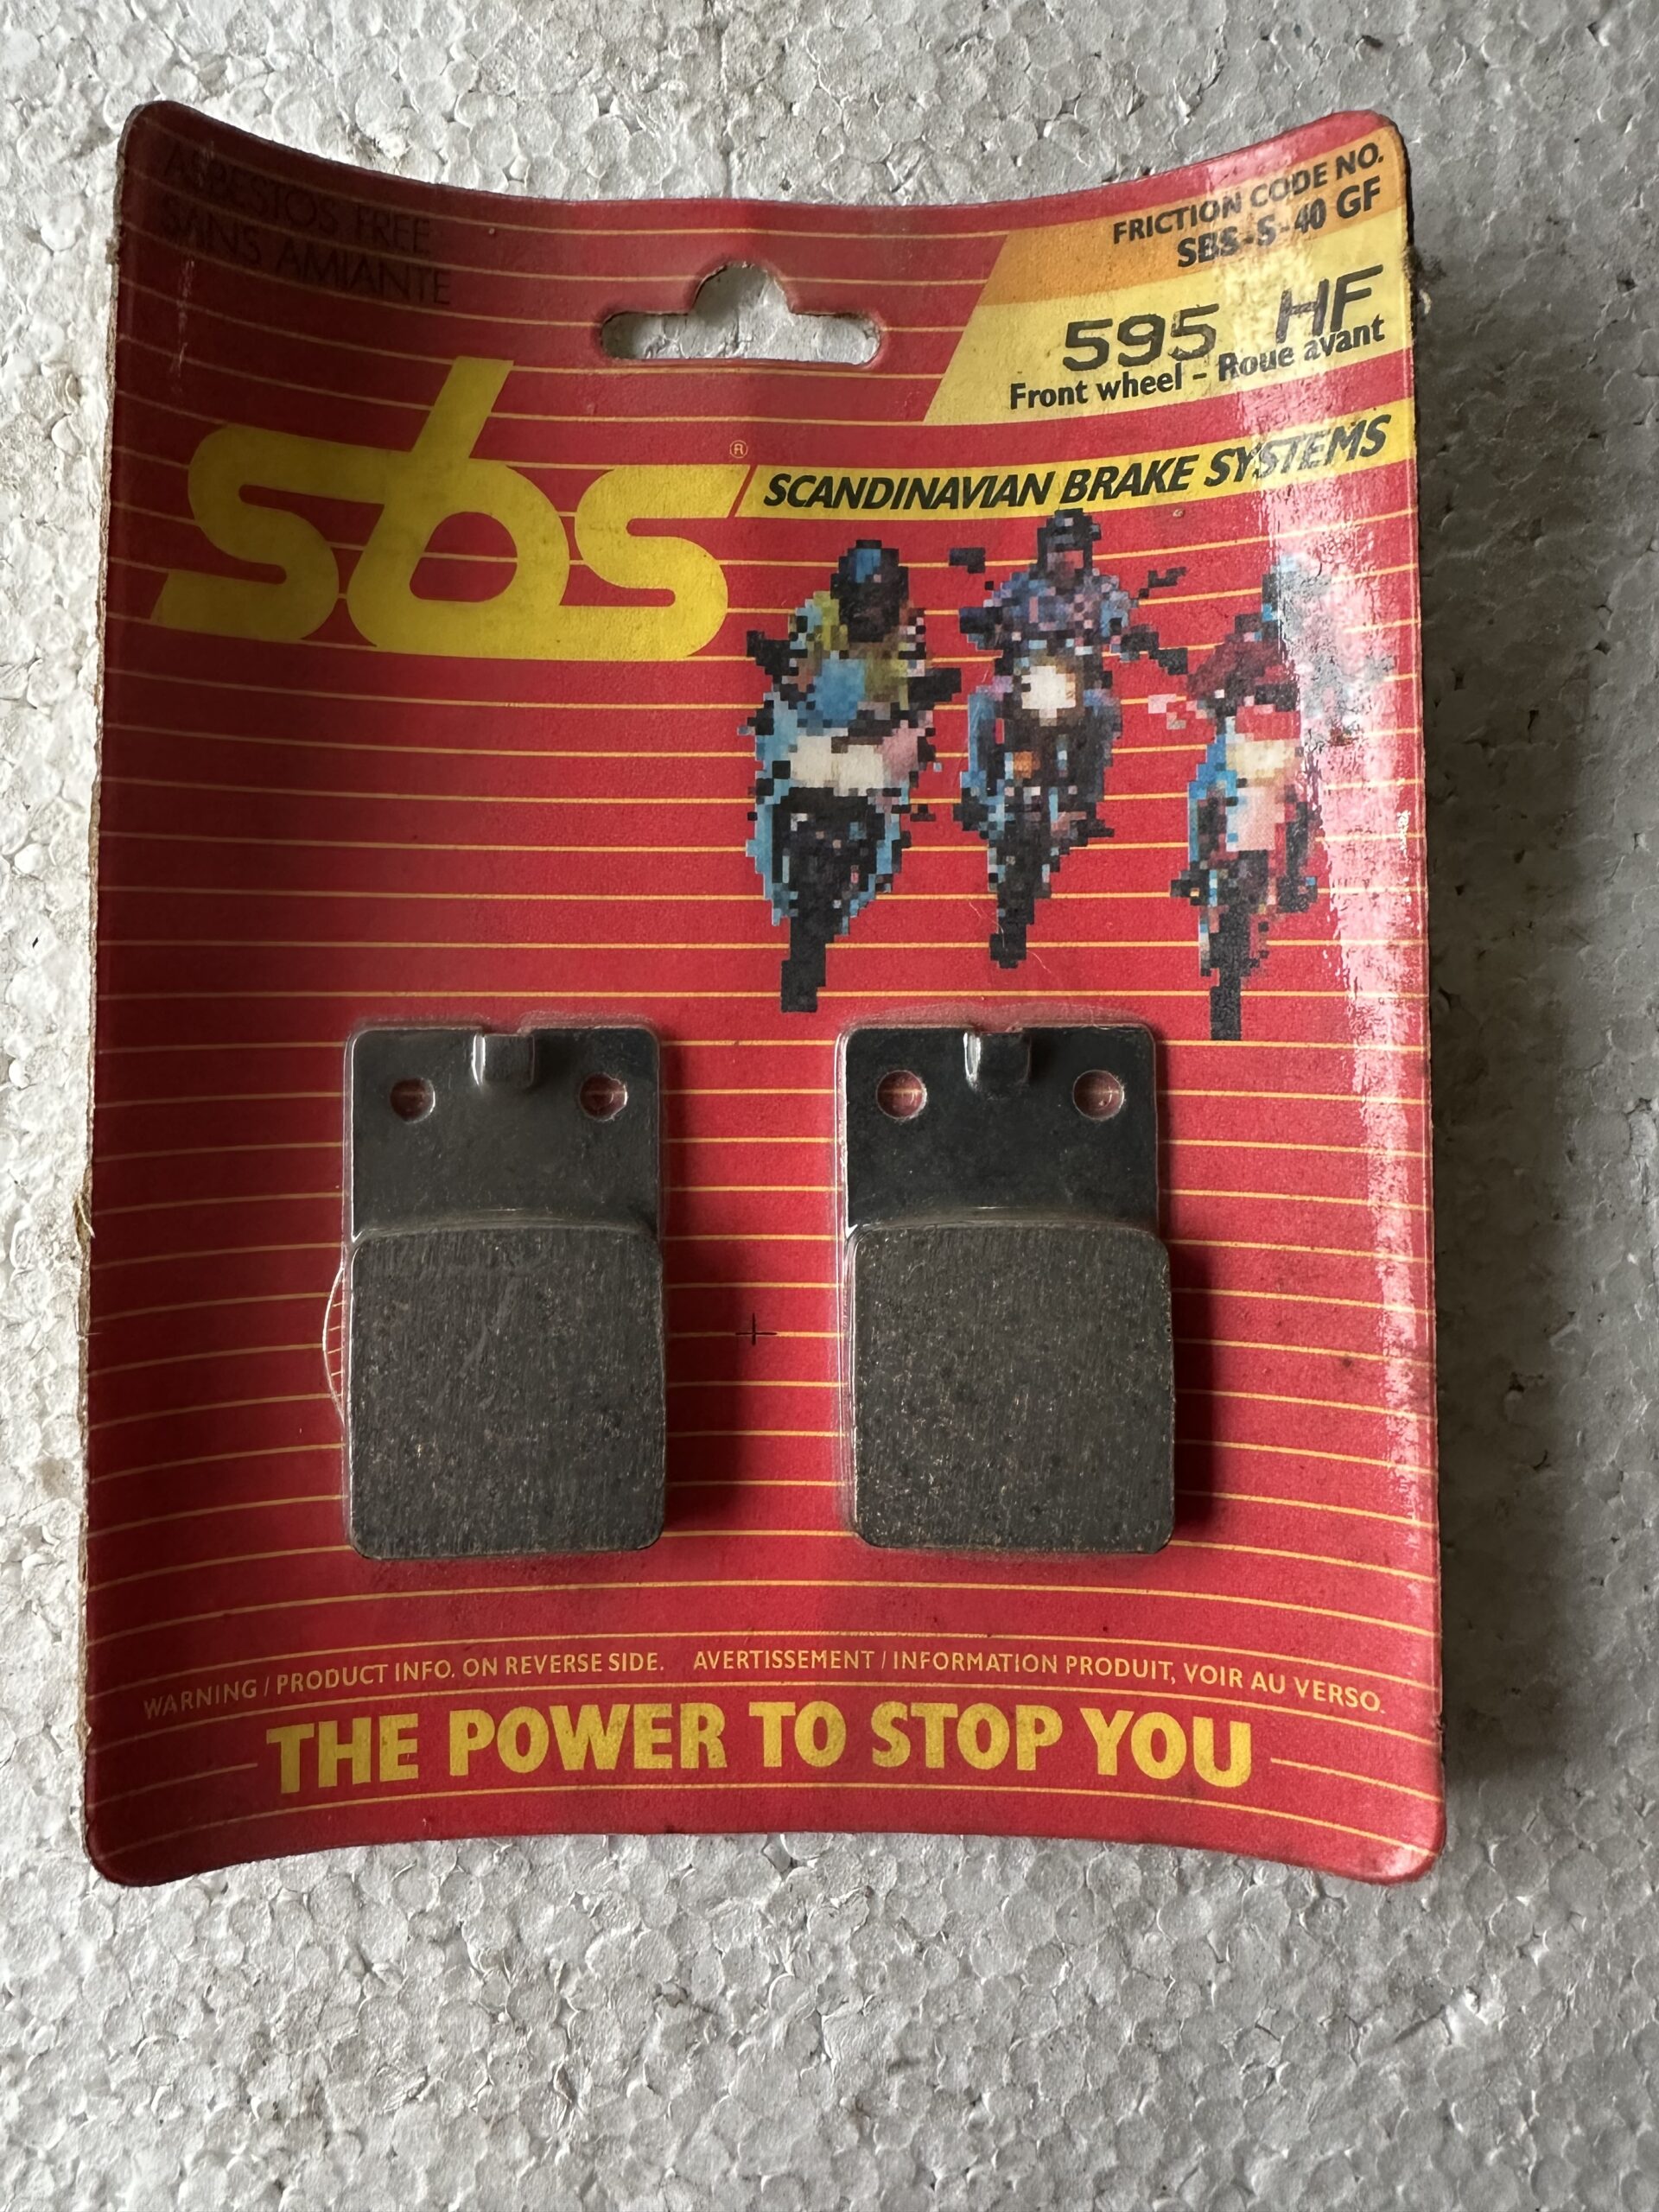 ASBESTOS FREE
SANS AMIANTE
FRICTION CODE NO.
SBS-S-40 GF
595 HF
Front wheel - Roue avant
sbs®
SCANDINAVIAN BRAKE SYSTEMS
WARNING / PRODUCT INFO. ON REVERSE SIDE. AVERTISSEMENT / INFORMATION PRODUIT, VOIR AU VERSO.
THE POWER TO STOP YOU